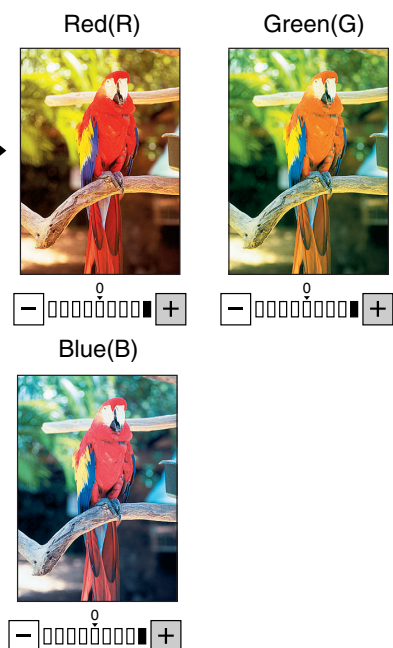 Red(R)
Green(G)
0
0
− +
− +
Blue(B)
0
− +